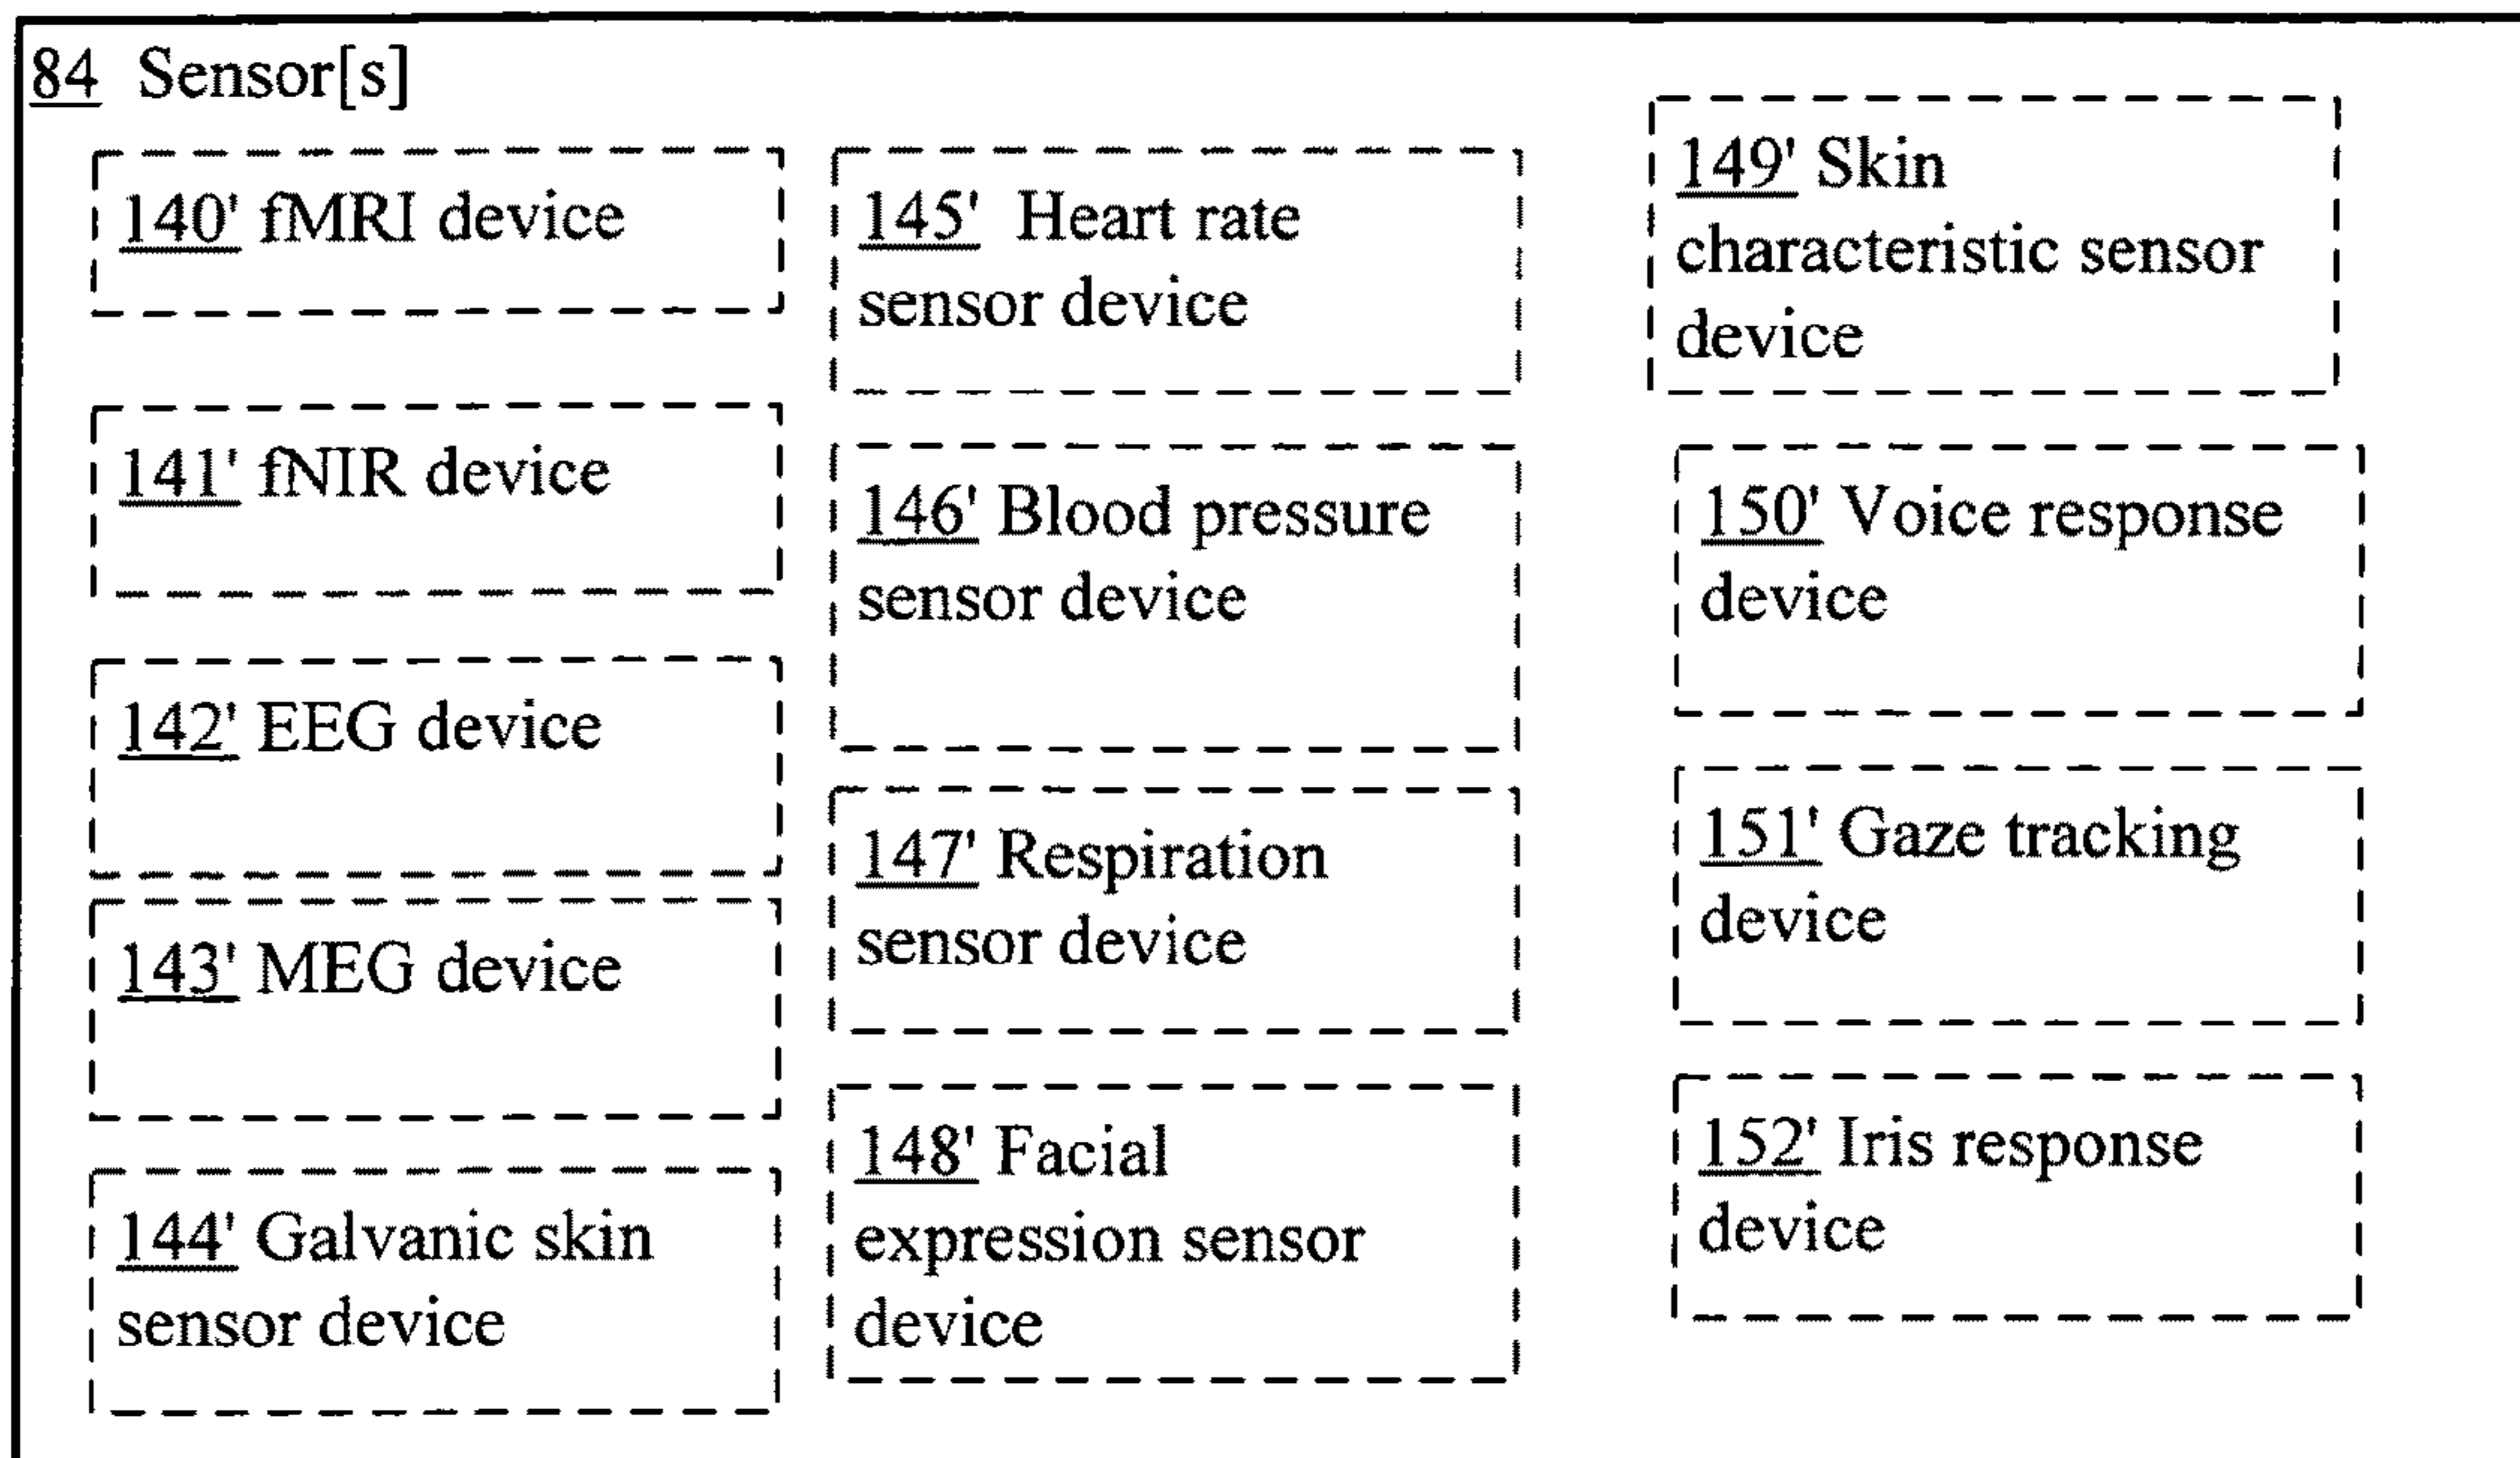 84 Sensor[s]
140' fMRI device
141' fNIR device
142' EEG device
143' MEG device
144' Galvanic skin
sensor device
145' Heart rate
sensor device
146' Blood pressure
sensor device
147' Respiration
sensor device
148' Facial
expression sensor
device
149' Skin
characteristic sensor
device
150' Voice response
device
151' Gaze tracking
device
152' Iris response
device